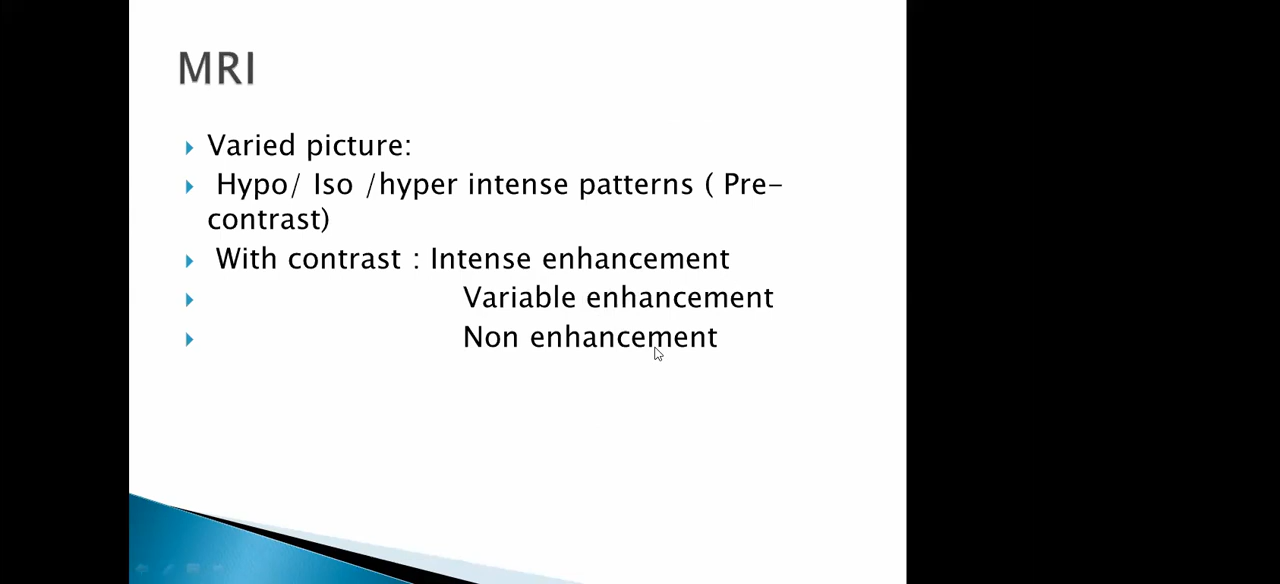 MRI
Varied picture:
Hypo/ Iso /hyper intense patterns ( Pre-
contrast)
With contrast : Intense enhancement
Variable enhancement
Non enhancement